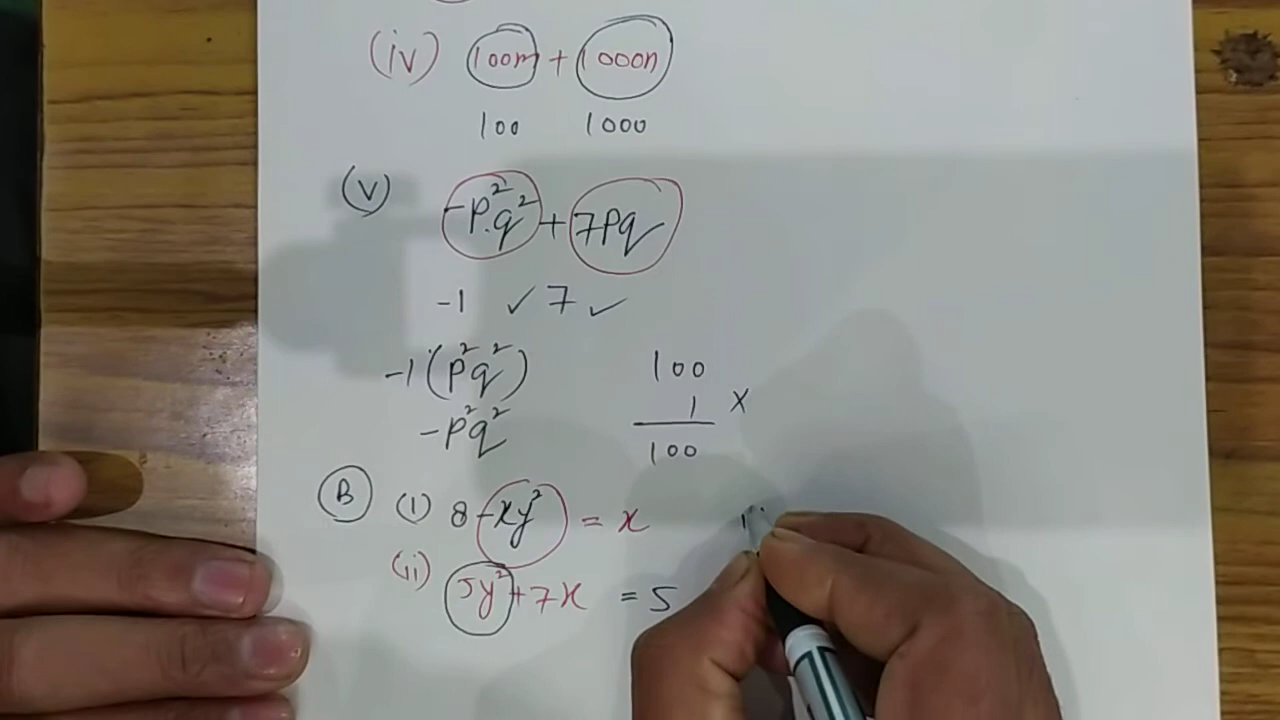 (iv) 100m + 1000n
100 1000
(v) -p²q² + 7pq
-1 ✓ 7 ✓
-1(p²q²)
-p²q²
100
1 x
100
B (i) 8-xy² = x
(ii) 5y²+7x = 5